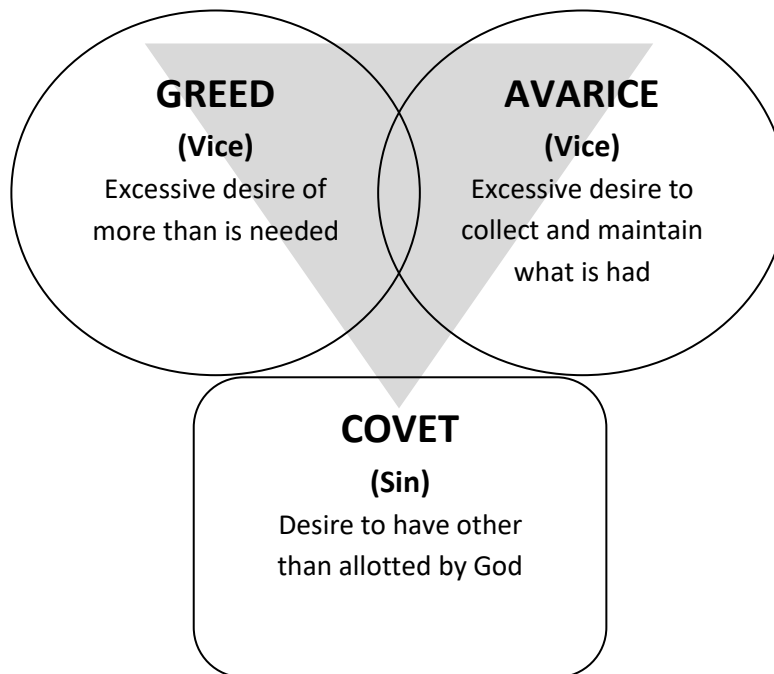 GREED
(Vice)
Excessive desire of
more than is needed
AVARICE
(Vice)
Excessive desire to
collect and maintain
what is had
COVET
(Sin)
Desire to have other
than allotted by God